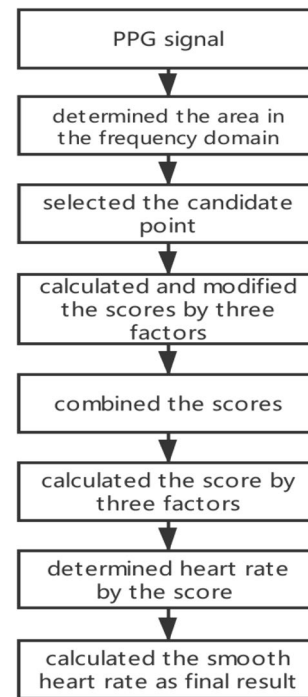 PPG signal
determined the area in
the frequency domain
selected the candidate
point
calculated and modified
the scores by three
factors
combined the scores
calculated the score by
three factors
determined heart rate
by the score
calculated the smooth
heart rate as final result